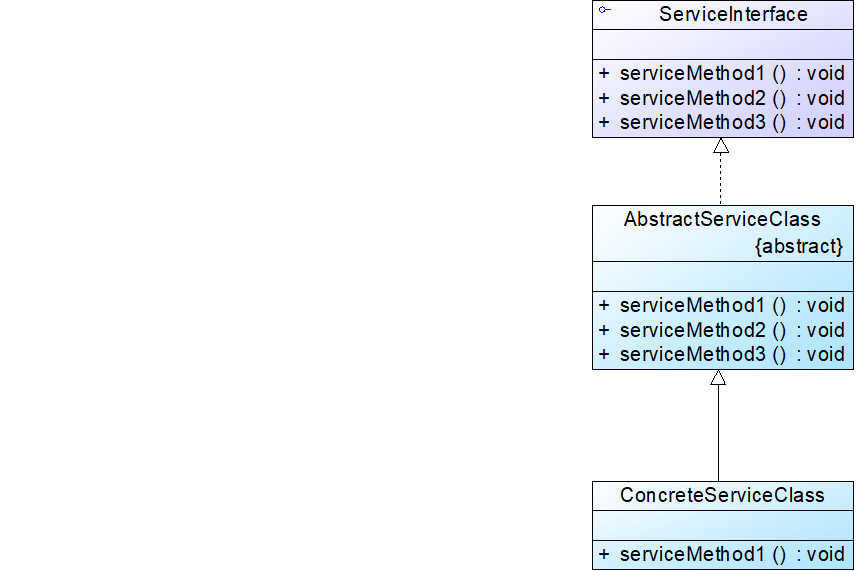 ServiceInterface
+ serviceMethod1 () : void
+ serviceMethod2 () : void
+ serviceMethod3 () : void
AbstractServiceClass
{abstract}
+ serviceMethod1 () : void
+ serviceMethod2 () : void
+ serviceMethod3 () : void
ConcreteServiceClass
+ serviceMethod1 () : void